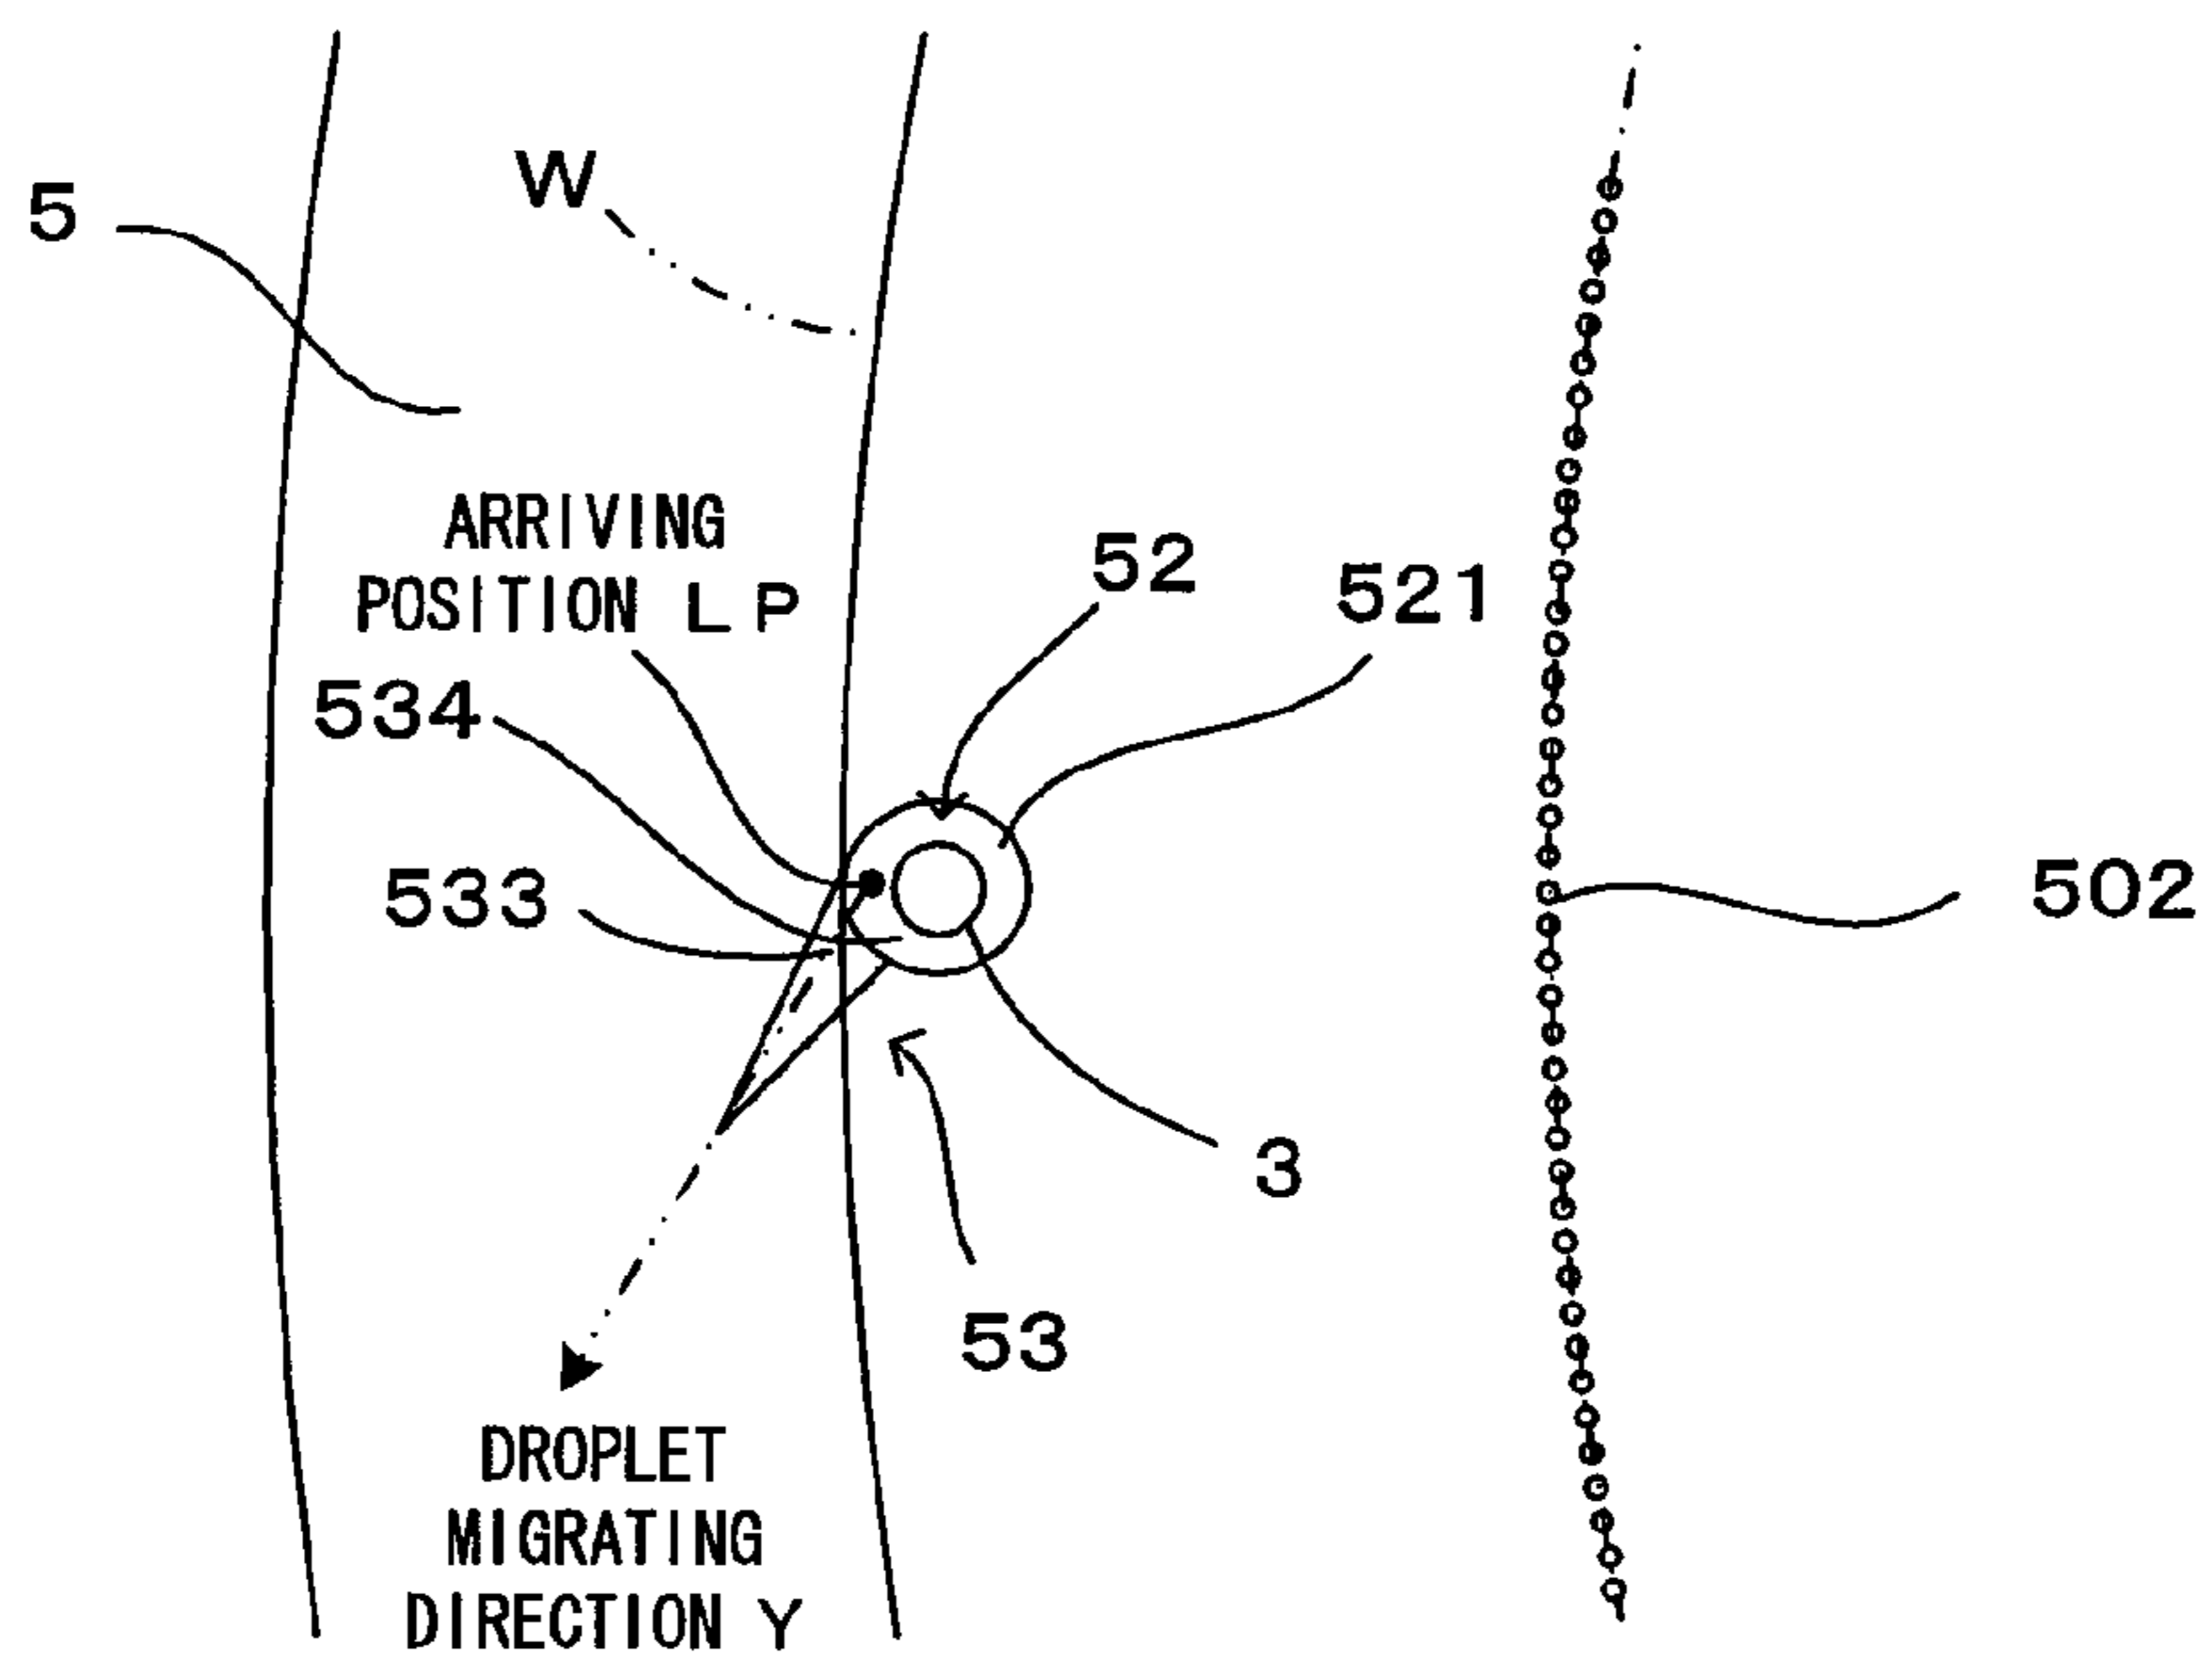 W
5
ARRIVING
POSITION LP
52
521
534
533
502
3
53
DROPLET
MIGRATING
DIRECTION Y